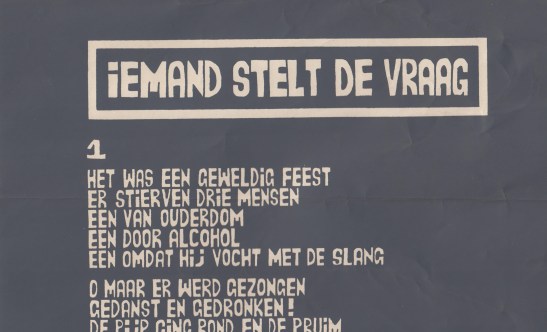 iEMAND STELT DE VRAAG
1
HET WAS EEN GEWELDIG FEEST
ER STIERVEN DRIE MENSEN
EEN VAN OUDERDOM
EEN DOOR ALCOHOL
EEN OMDAT HIJ VOCHT MET DE SLANG
O MAAR ER WERD GEZONGEN
GEDANST EN GEDRONKEN!
DE PIJP GING ROND EN DE PRUIM